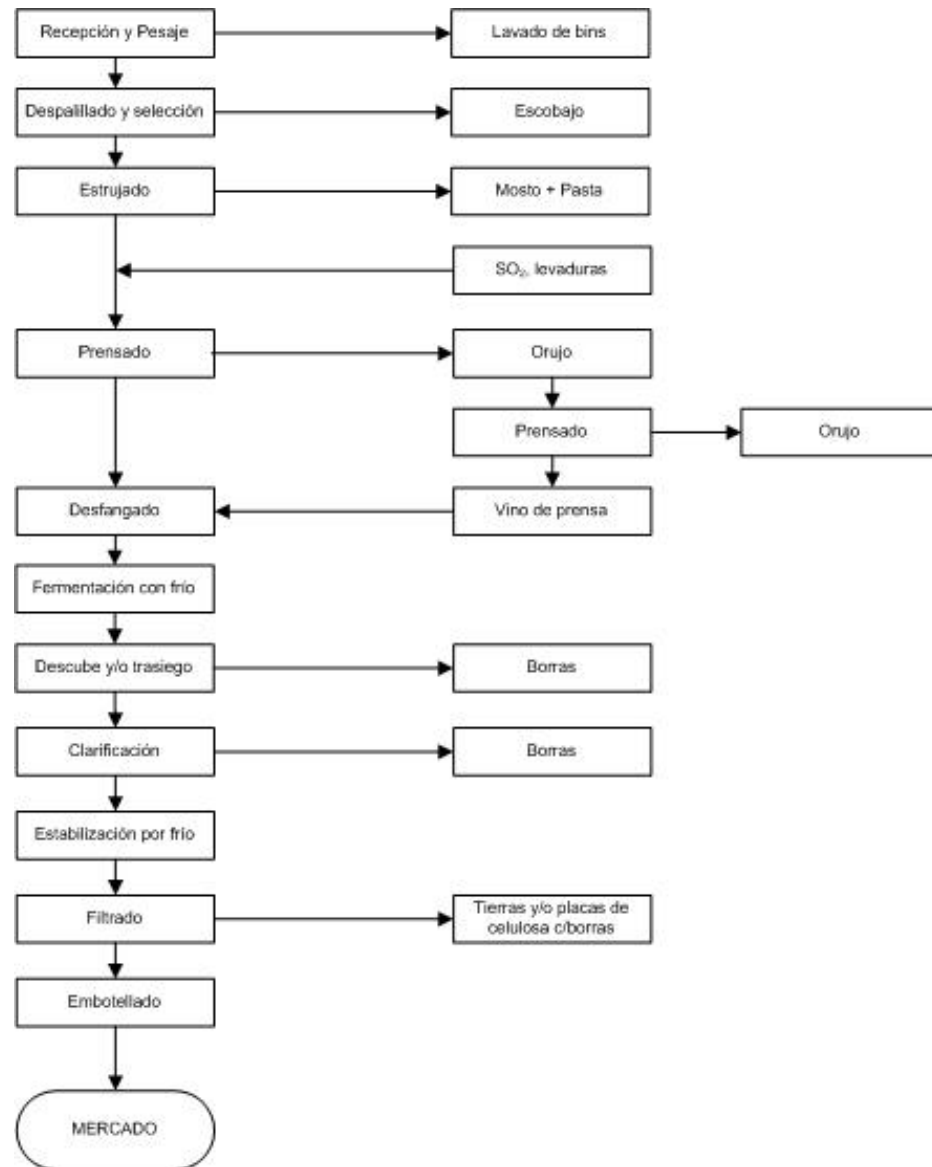 Recepción y Pesaje
Lavado de bins
Despalillado y selección
Escobajo
Estrujado
Mosto + Pasta
SO₂, levaduras
Prensado
Orujo
Prensado
Orujo
Desfangado
Vino de prensa
Fermentación con frío
Descube y/o trasiego
Borras
Clarificación
Borras
Estabilización por frío
Filtrado
Tierras y/o placas de
celulosa c/borras
Embotellado
MERCADO